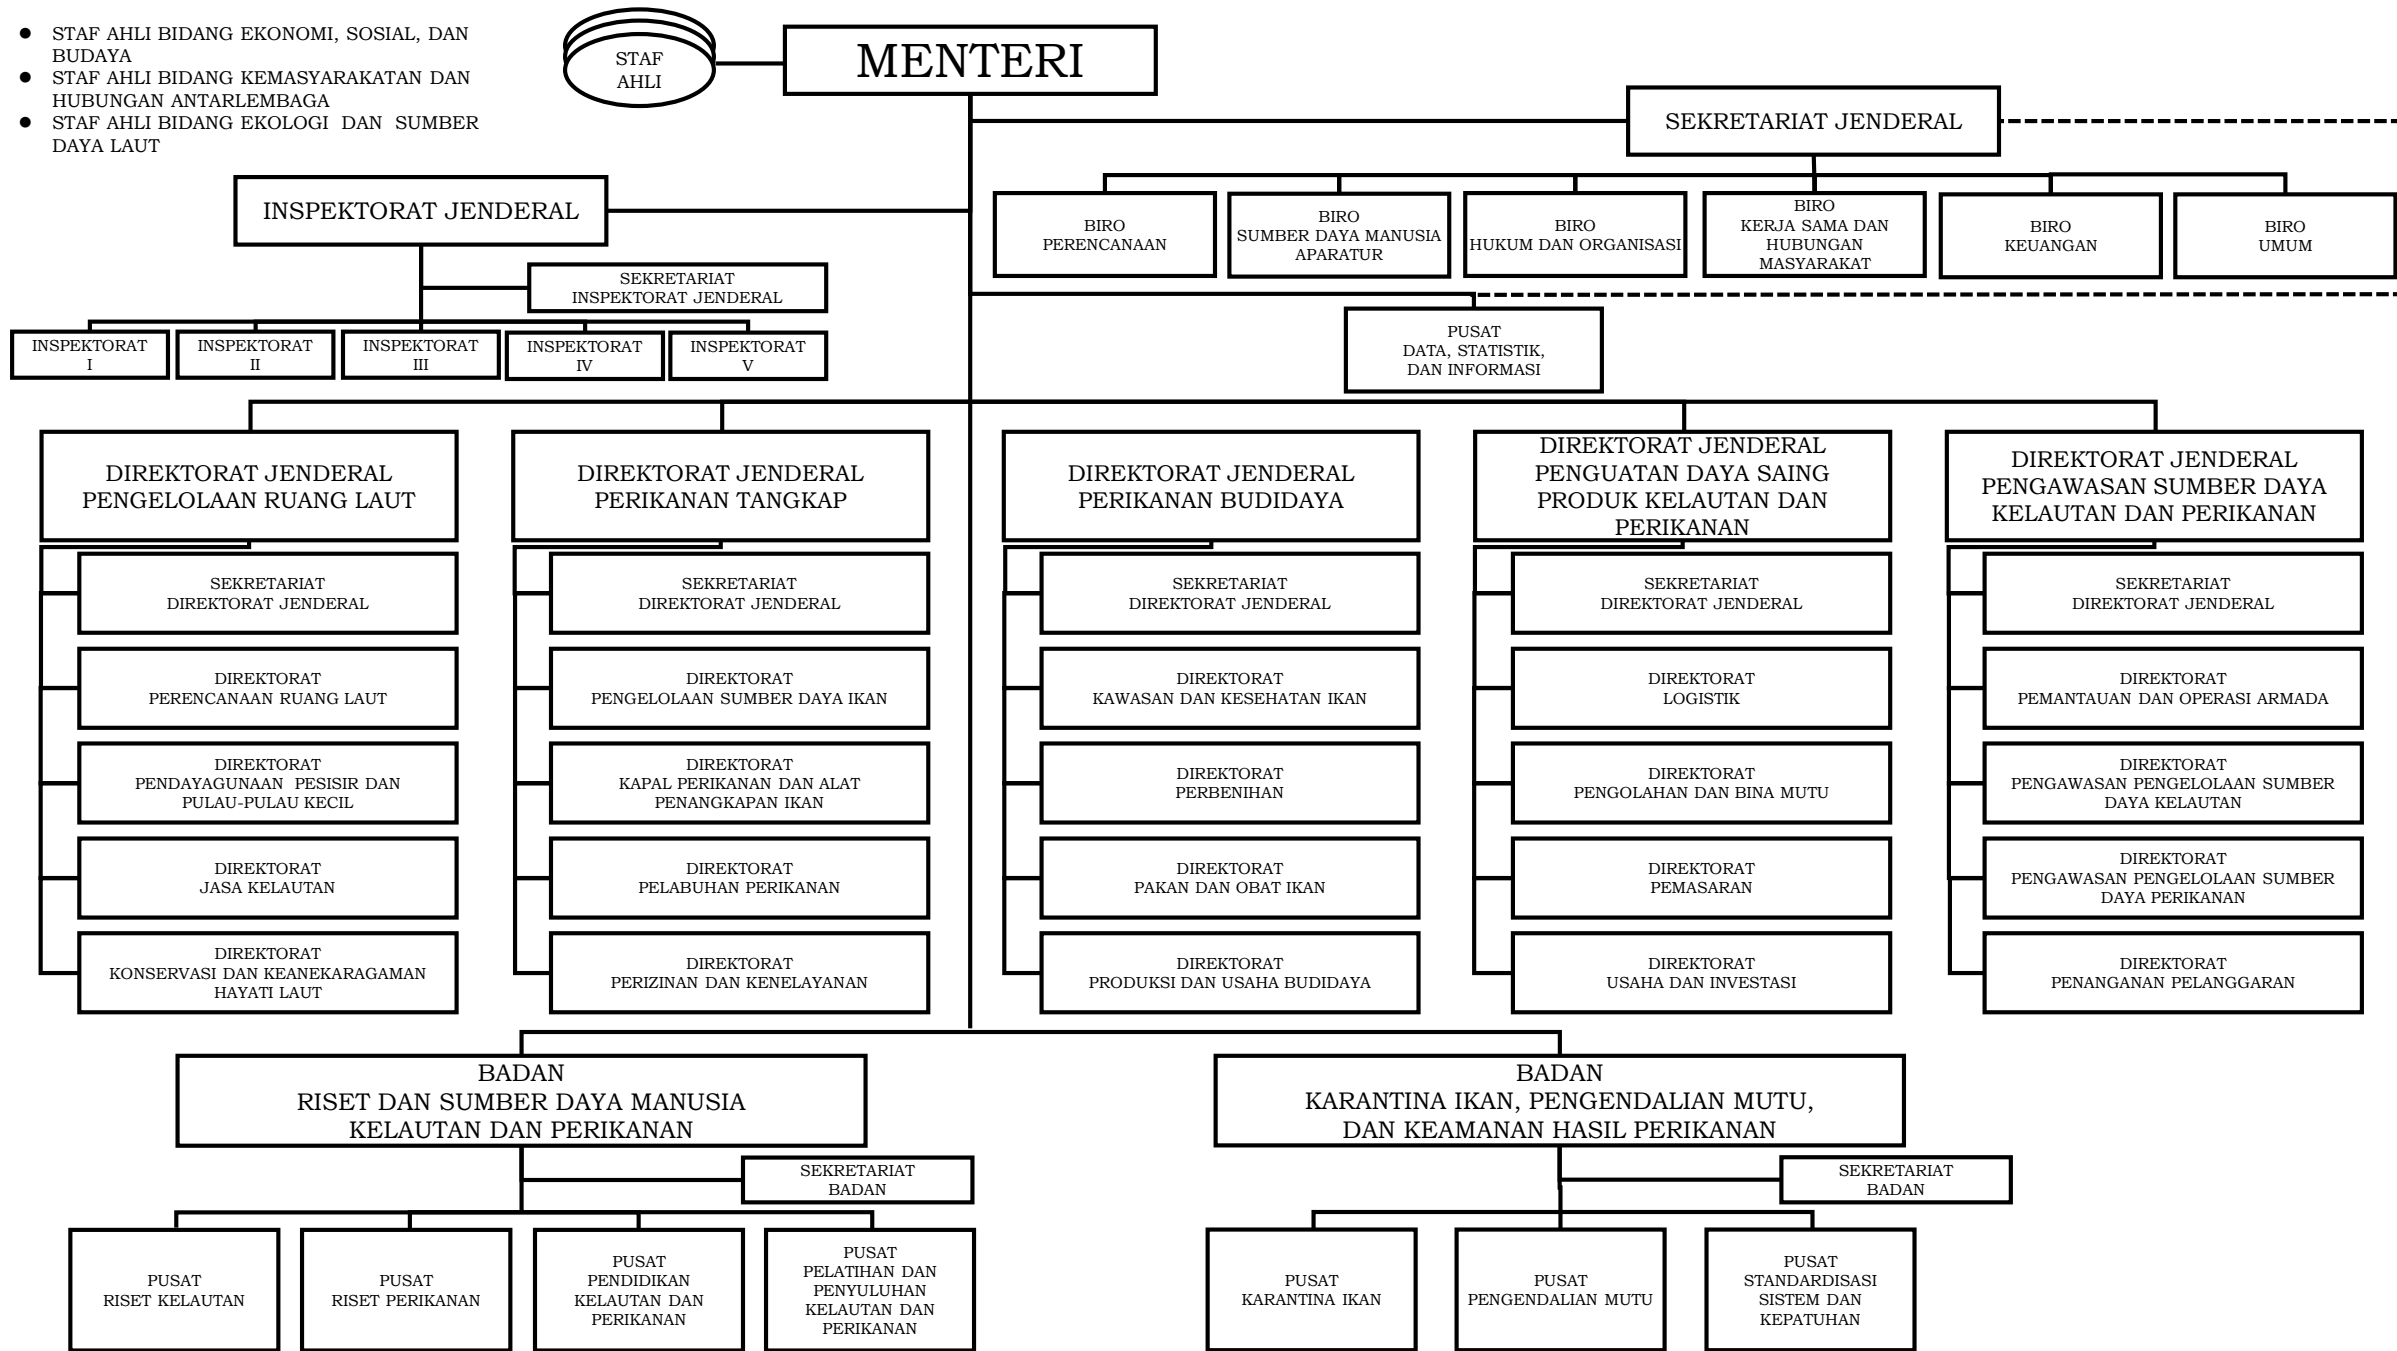 ● STAF AHLI BIDANG EKONOMI, SOSIAL, DAN
BUDAYA
● STAF AHLI BIDANG KEMASYARAKATAN DAN
HUBUNGAN ANTARLEMBAGA
● STAF AHLI BIDANG EKOLOGI DAN SUMBER
DAYA LAUT
STAF
AHLI
MENTERI
SEKRETARIAT JENDERAL
INSPEKTORAT JENDERAL
BIRO
PERENCANAAN
BIRO
SUMBER DAYA MANUSIA
APARATUR
BIRO
HUKUM DAN ORGANISASI
BIRO
KERJA SAMA DAN
HUBUNGAN
MASYARAKAT
BIRO
KEUANGAN
BIRO
UMUM
SEKRETARIAT
INSPEKTORAT JENDERAL
INSPEKTORAT
I
INSPEKTORAT
II
INSPEKTORAT
III
INSPEKTORAT
IV
INSPEKTORAT
V
PUSAT
DATA, STATISTIK,
DAN INFORMASI
DIREKTORAT JENDERAL
PENGELOLAAN RUANG LAUT
SEKRETARIAT
DIREKTORAT JENDERAL
DIREKTORAT
PERENCANAAN RUANG LAUT
DIREKTORAT
PENDAYAGUNAAN PESISIR DAN
PULAU-PULAU KECIL
DIREKTORAT
JASA KELAUTAN
DIREKTORAT
KONSERVASI DAN KEANEKARAGAMAN
HAYATI LAUT
DIREKTORAT JENDERAL
PERIKANAN TANGKAP
SEKRETARIAT
DIREKTORAT JENDERAL
DIREKTORAT
PENGELOLAAN SUMBER DAYA IKAN
DIREKTORAT
KAPAL PERIKANAN DAN ALAT
PENANGKAPAN IKAN
DIREKTORAT
PELABUHAN PERIKANAN
DIREKTORAT
PERIZINAN DAN KENELAYANAN
DIREKTORAT JENDERAL
PERIKANAN BUDIDAYA
SEKRETARIAT
DIREKTORAT JENDERAL
DIREKTORAT
KAWASAN DAN KESEHATAN IKAN
DIREKTORAT
PERBENIHAN
DIREKTORAT
PAKAN DAN OBAT IKAN
DIREKTORAT
PRODUKSI DAN USAHA BUDIDAYA
DIREKTORAT JENDERAL
PENGUATAN DAYA SAING
PRODUK KELAUTAN DAN
PERIKANAN
SEKRETARIAT
DIREKTORAT JENDERAL
DIREKTORAT
LOGISTIK
DIREKTORAT
PENGOLAHAN DAN BINA MUTU
DIREKTORAT
PEMASARAN
DIREKTORAT
USAHA DAN INVESTASI
DIREKTORAT JENDERAL
PENGAWASAN SUMBER DAYA
KELAUTAN DAN PERIKANAN
SEKRETARIAT
DIREKTORAT JENDERAL
DIREKTORAT
PEMANTAUAN DAN OPERASI ARMADA
DIREKTORAT
PENGAWASAN PENGELOLAAN SUMBER
DAYA KELAUTAN
DIREKTORAT
PENGAWASAN PENGELOLAAN SUMBER
DAYA PERIKANAN
DIREKTORAT
PENANGANAN PELANGGARAN
BADAN
RISET DAN SUMBER DAYA MANUSIA
KELAUTAN DAN PERIKANAN
SEKRETARIAT
BADAN
PUSAT
RISET KELAUTAN
PUSAT
RISET PERIKANAN
PUSAT
PENDIDIKAN
KELAUTAN DAN
PERIKANAN
PUSAT
PELATIHAN DAN
PENYULUHAN
KELAUTAN DAN
PERIKANAN
BADAN
KARANTINA IKAN, PENGENDALIAN MUTU,
DAN KEAMANAN HASIL PERIKANAN
SEKRETARIAT
BADAN
PUSAT
KARANTINA IKAN
PUSAT
PENGENDALIAN MUTU
PUSAT
STANDARDISASI
SISTEM DAN
KEPATUHAN